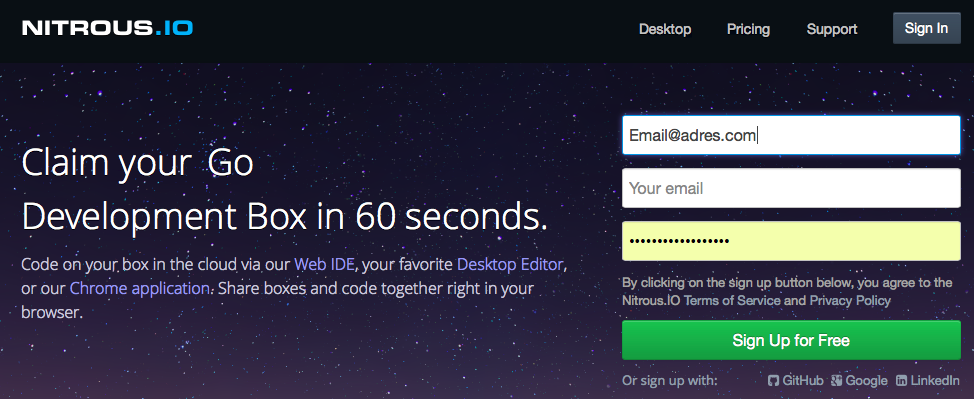 NITROUS.IO
Desktop Pricing Support Sign In
Email@adres.com
Your email
••••••••••••••••••
Claim your Go
Development Box in 60 seconds.
Code on your box in the cloud via our Web IDE, your favorite Desktop Editor,
or our Chrome application. Share boxes and code together right in your
browser.
By clicking on the sign up button below, you agree to the
Nitrous.IO Terms of Service and Privacy Policy
Sign Up for Free
Or sign up with: GitHub Google LinkedIn